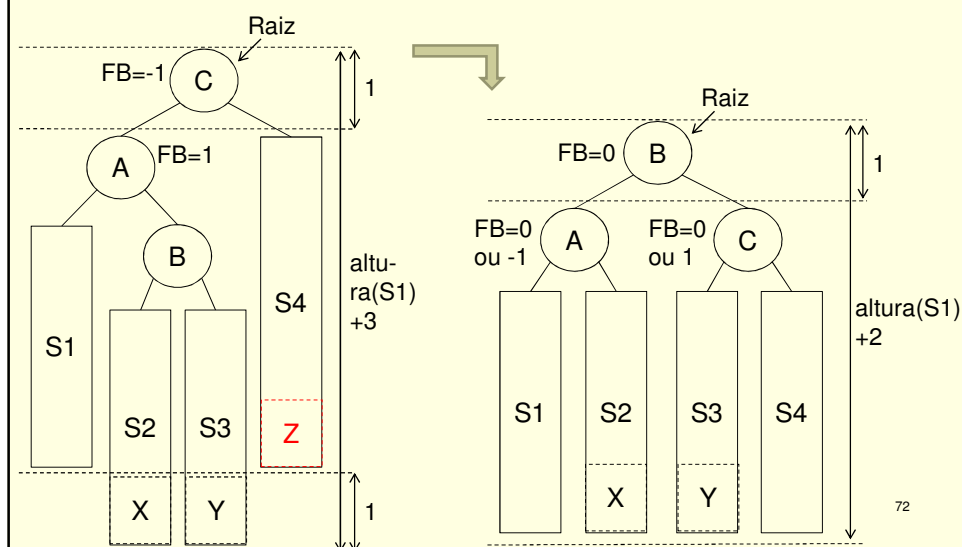 Raiz
FB=-1
C
1
A
FB=1
B
S1
S2
S3
S4
Z
X
Y
altu-
ra(S1)
+3
1
Raiz
FB=0
B
1
FB=0
ou -1
A
FB=0
ou 1
C
altura(S1)
+2
S1
S2
S3
S4
X
Y
72